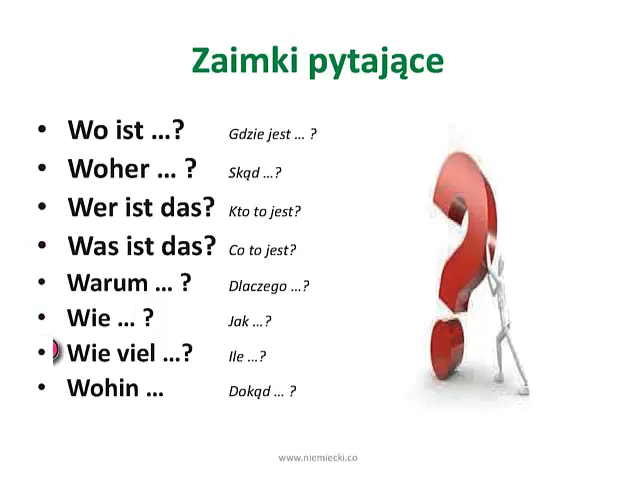 Zaimki pytające
• Wo ist …? Gdzie jest … ?
• Woher … ? Skąd …?
• Wer ist das? Kto to jest?
• Was ist das? Co to jest?
• Warum … ? Dlaczego …?
• Wie … ? Jak …?
• Wie viel …? Ile …?
• Wohin … Dokąd … ?
www.niemiecki.co